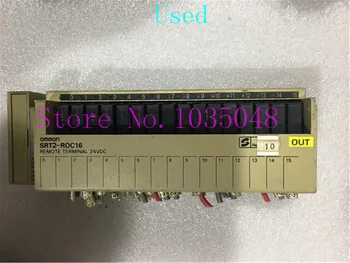 Used
0 1 2 3 4 5 6 7 8 9 10 11 12 13 14 15
Store No. 1035048
OMRON
SRT2-ROC16
REMOTE TERMINAL 24VDC
10
OUT
0 1 2 3 4 5 6 7 8 9 10 11 12 13 14 15